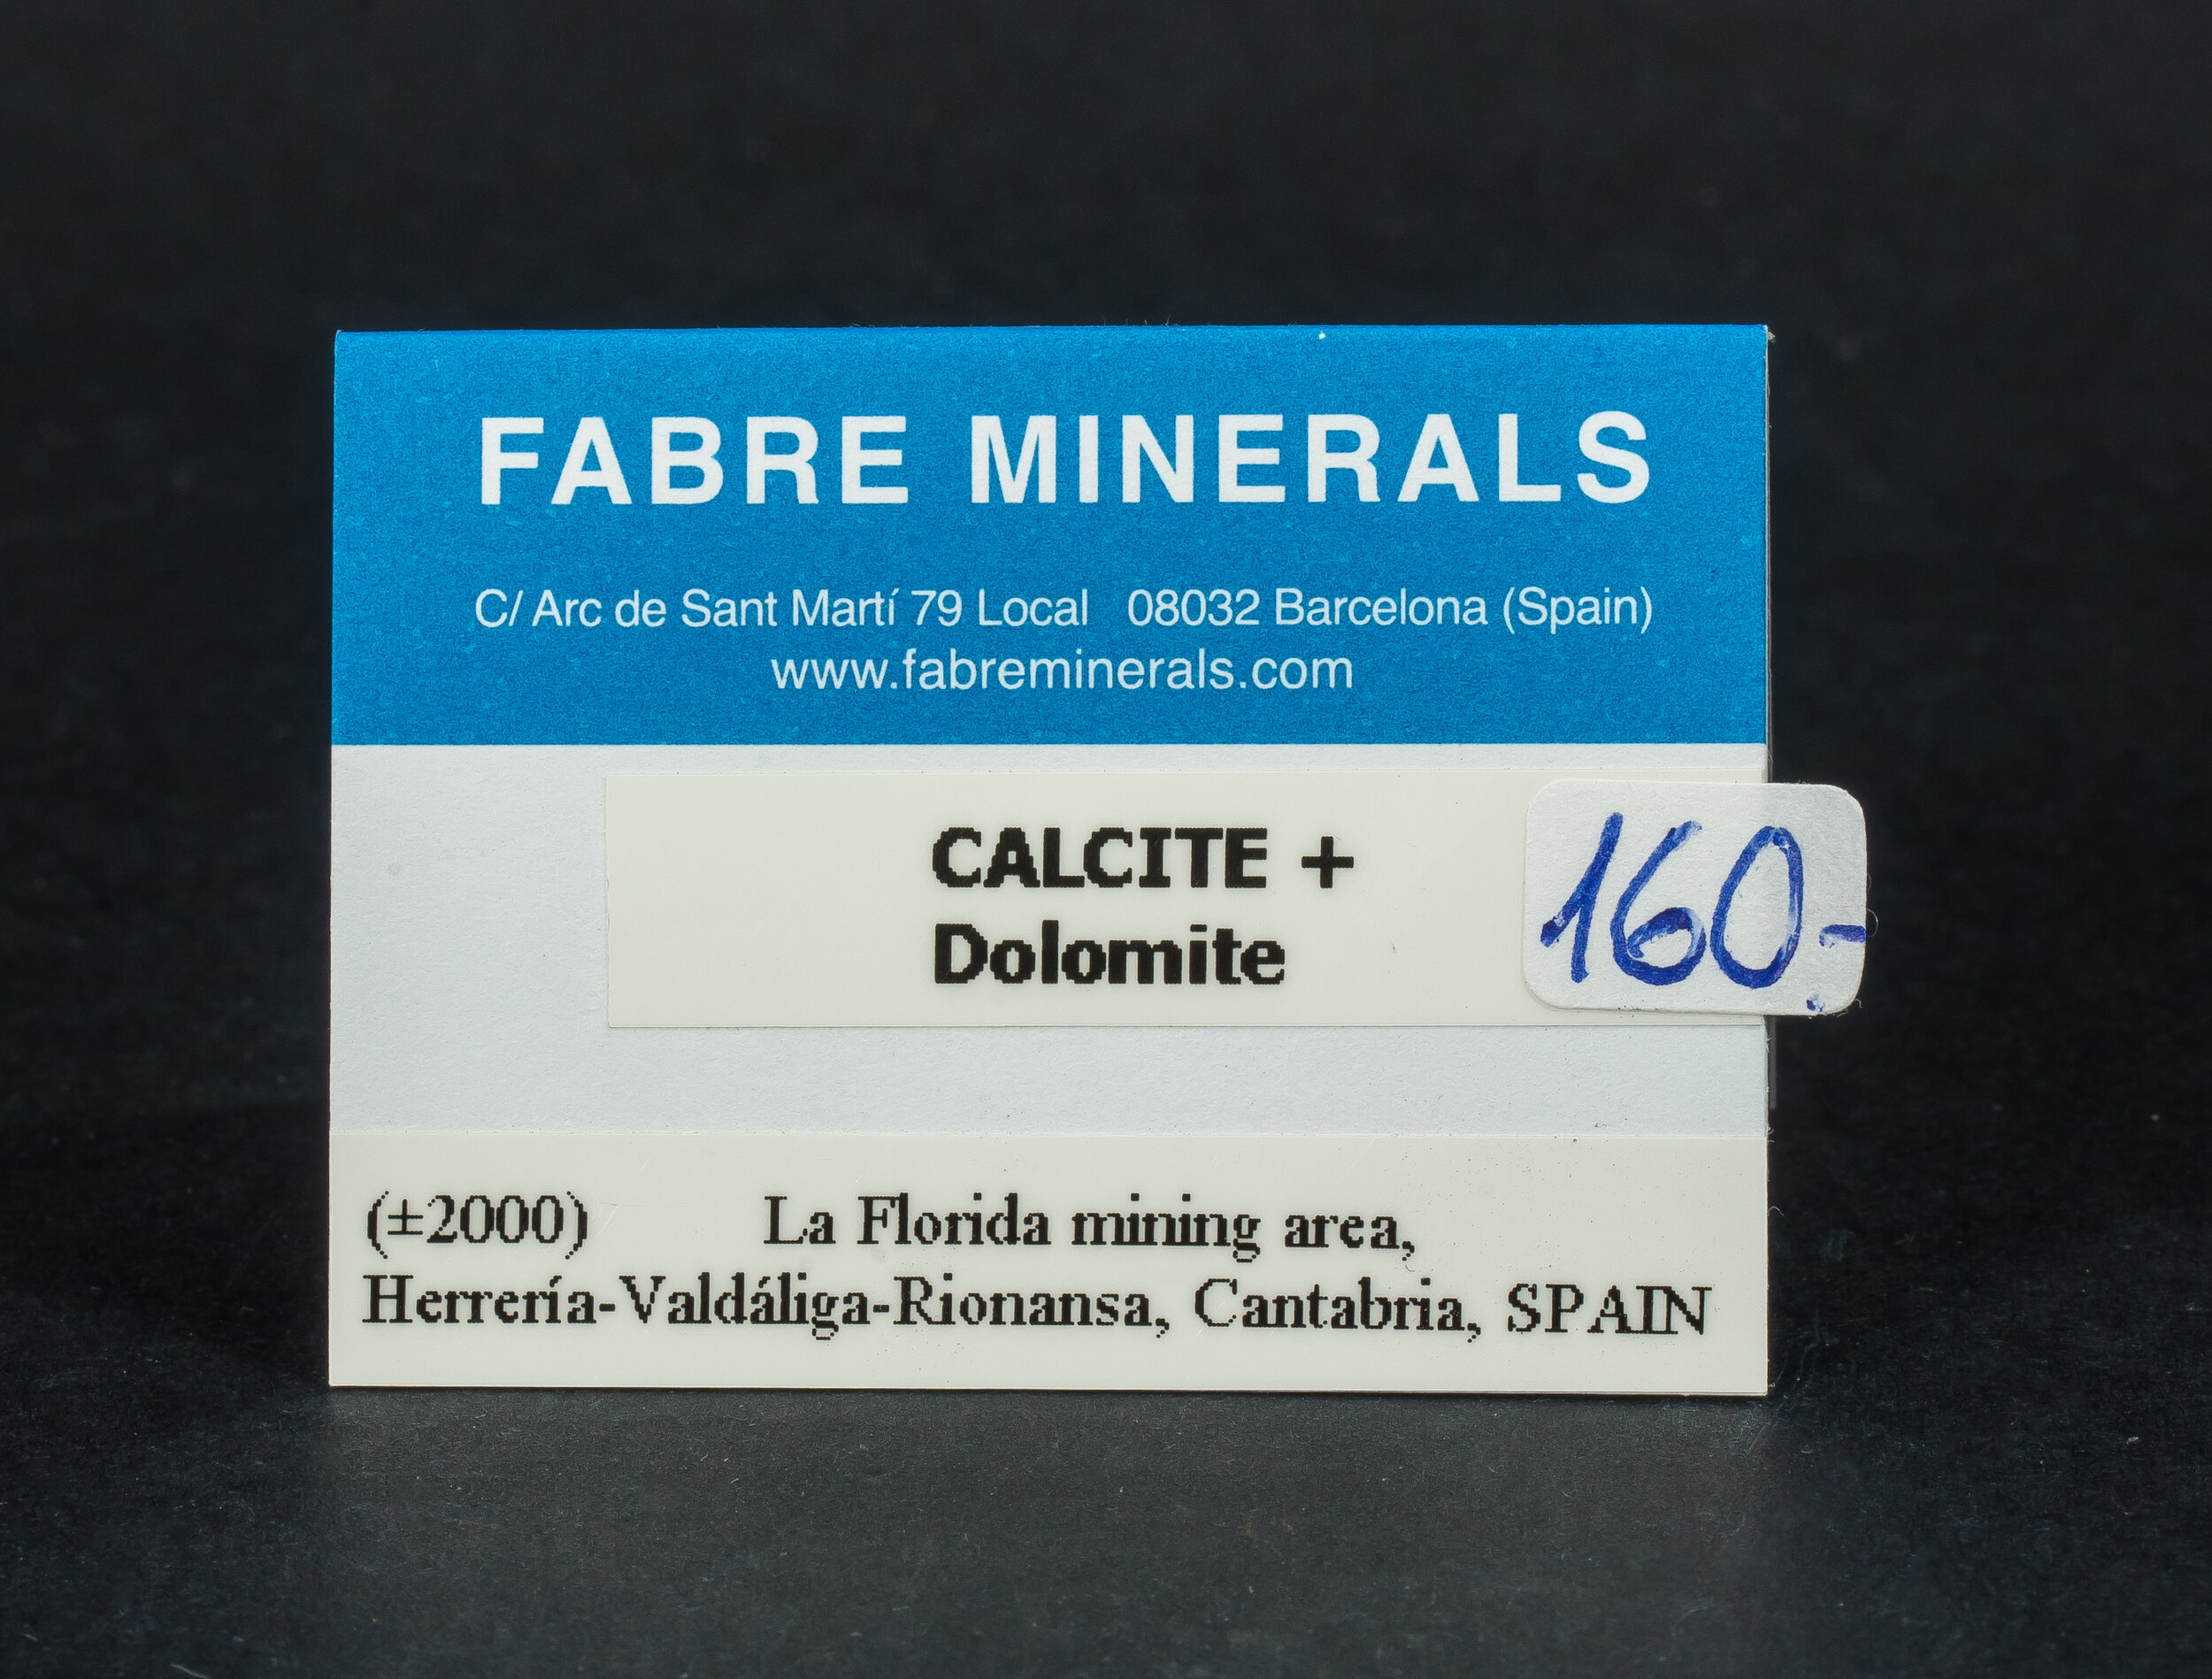 FABRE MINERALS
C/ Arc de Sant Martí 79 Local 08032 Barcelona (Spain)
www.fabreminerals.com
CALCITE +
Dolomite
160.-
(±2000) La Florida mining area,
Herrería-Valdáliga-Rionansa, Cantabria, SPAIN